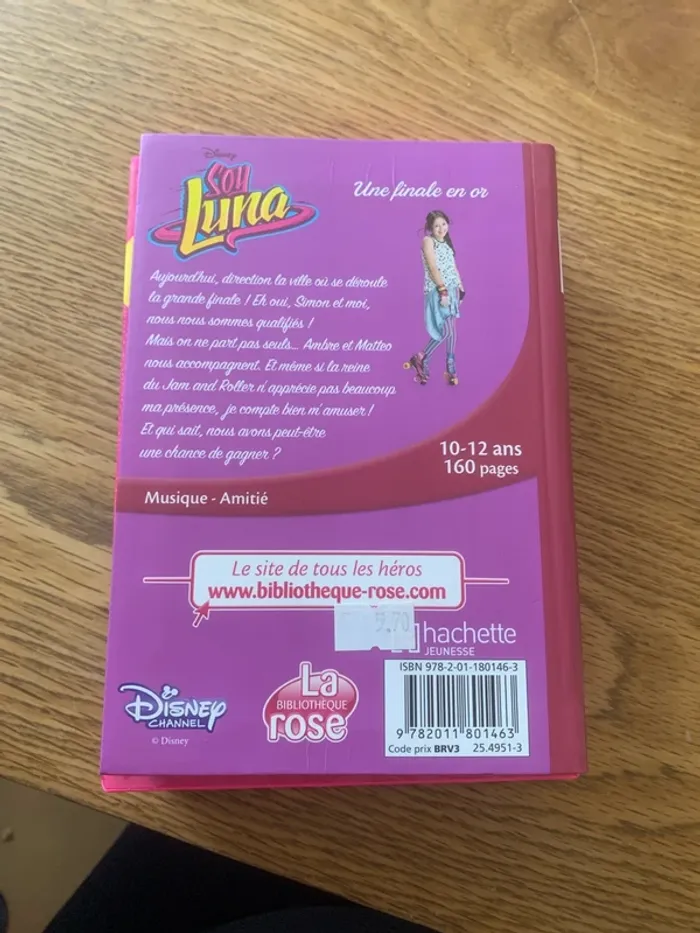 Disney
SOY
Luna
Une finale en or
Aujourd'hui, direction la ville où se déroule
la grande finale ! Eh oui, Simon et moi,
nous nous sommes qualifiés !
Mais on ne part pas seuls... Ambre et Matteo
nous accompagnent. Et même si la reine
du Jam and Roller n'apprécie pas beaucoup
ma présence, je compte bien m'amuser !
Et qui sait, nous avons peut-être
une chance de gagner ?
10-12 ans
160 pages
Musique - Amitié
Le site de tous les héros
www.bibliotheque-rose.com
5,70
hachette
JEUNESSE
ISBN 978-2-01-180146-3
9 782011 801463
Code prix BRV3 25.4951-3
DISNEY
CHANNEL
© Disney
La
BIBLIOTHÈQUE
rose